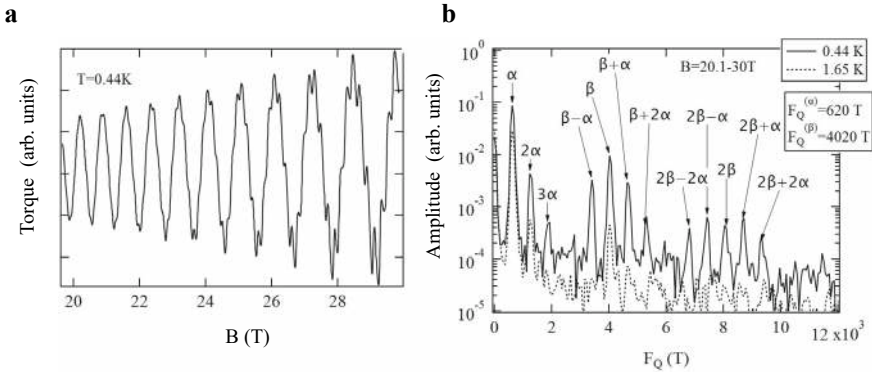 a
T=0.44K
Torque (arb. units)
20 22 24 26 28
B (T)
b
0.44 K
1.65 K
B=20.1-30T
F_Q^(α)=620 T
F_Q^(β)=4020 T
α
2α
3α
β−α
β
β+α
β+2α
2β−2α
2β−α
2β
2β+α
2β+2α
Amplitude (arb. units)
10^0
10^-1
10^-2
10^-3
10^-4
10^-5
0 2 4 6 8 10 12 x10^3
F_Q (T)